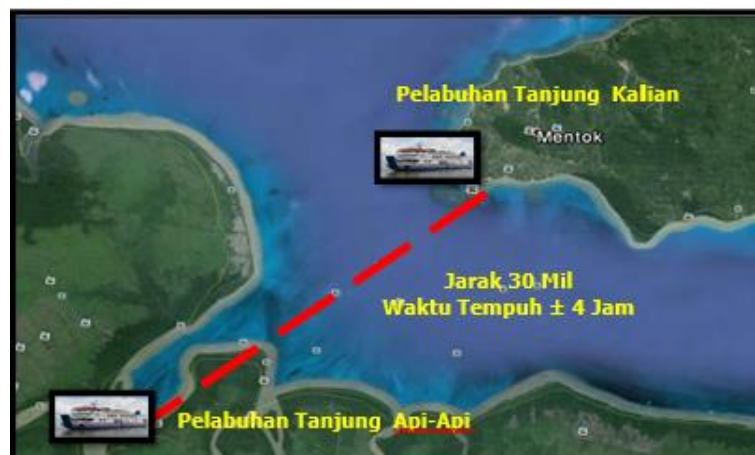 Pelabuhan Tanjung Kalian
Mentok
Jarak 30 Mil
Waktu Tempuh ± 4 Jam
Pelabuhan Tanjung Api-Api